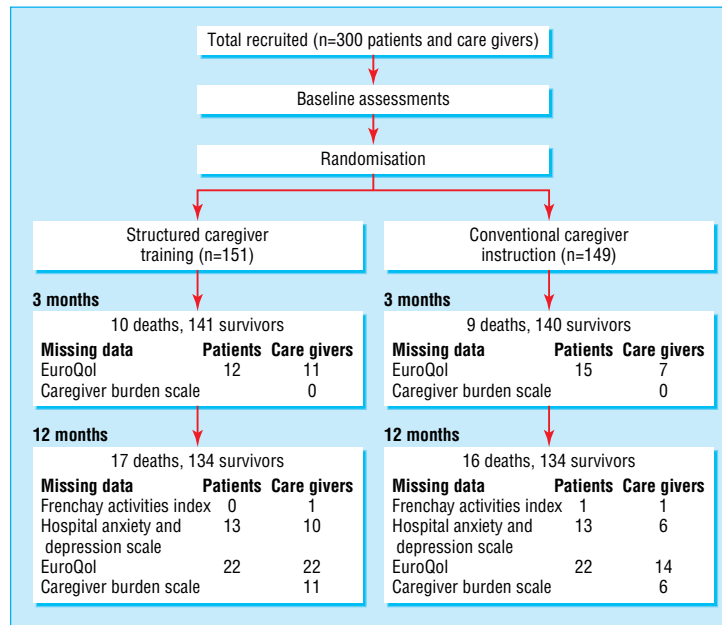 Total recruited (n=300 patients and care givers)
Baseline assessments
Randomisation
Structured caregiver
training (n=151)
3 months
10 deaths, 141 survivors
Missing data Patients Care givers
EuroQol 12 11
Caregiver burden scale 0
12 months
17 deaths, 134 survivors
Missing data Patients Care givers
Frenchay activities index 0 1
Hospital anxiety and 13 10
depression scale
EuroQol 22 22
Caregiver burden scale 11
Conventional caregiver
instruction (n=149)
3 months
9 deaths, 140 survivors
Missing data Patients Care givers
EuroQol 15 7
Caregiver burden scale 0
12 months
16 deaths, 134 survivors
Missing data Patients Care givers
Frenchay activities index 1 1
Hospital anxiety and 13 6
depression scale
EuroQol 22 14
Caregiver burden scale 6